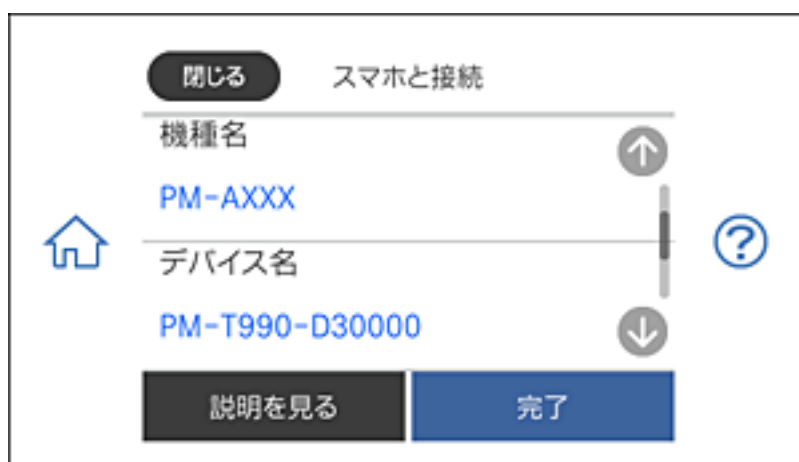 閉じる スマホと接続
機種名
PM-AXXX
デバイス名
PM-T990-D30000
説明を見る 完了